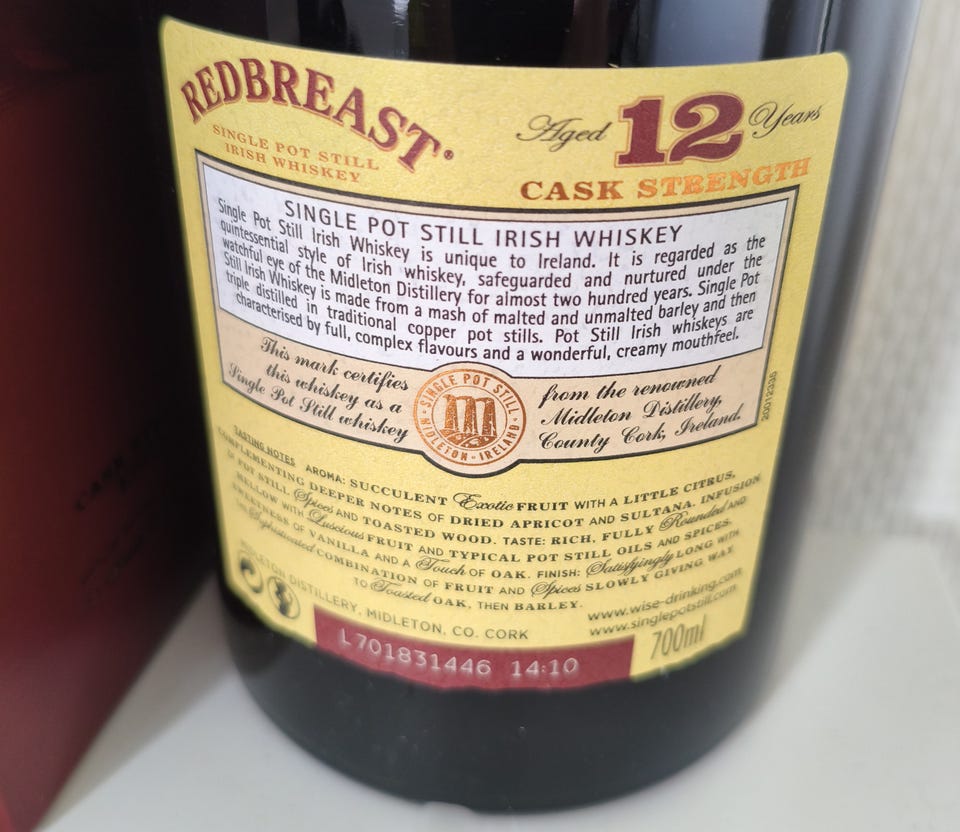 REDBREAST®
SINGLE POT STILL
IRISH WHISKEY
Aged 12 Years
CASK STRENGTH
SINGLE POT STILL IRISH WHISKEY
Single Pot Still Irish Whiskey is unique to Ireland. It is regarded as the
quintessential style of Irish whiskey, safeguarded and nurtured under the
watchful eye of the Midleton Distillery for almost two hundred years. Single Pot
Still Irish Whiskey is made from a mash of malted and unmalted barley and then
triple distilled in traditional copper pot stills. Pot Still Irish whiskeys are
characterised by full, complex flavours and a wonderful, creamy mouthfeel.
This mark certifies
this whiskey as a
Single Pot Still whiskey
SINGLE POT STILL
MIDLETON · IRELAND
from the renowned
Midleton Distillery,
County Cork, Ireland.
20072335
TASTING NOTES AROMA: SUCCULENT Exotic FRUIT WITH A LITTLE CITRUS,
COMPLEMENTING DEEPER NOTES OF DRIED APRICOT AND SULTANA. INFUSION
OF POT STILL Spices AND TOASTED WOOD. TASTE: RICH, FULLY Rounded AND
MELLOW WITH Luscious FRUIT AND TYPICAL POT STILL OILS AND SPICES.
SWEETNESS OF VANILLA AND A Touch OF OAK. FINISH: Satisfyingly LONG WITH
THE Sophisticated COMBINATION OF FRUIT AND Spices SLOWLY GIVING WAY
TO Toasted OAK, THEN BARLEY.
MIDLETON DISTILLERY, MIDLETON, CO. CORK
www.wise-drinking.com
www.singlepotstill.com
700ml
L701831446 14:10